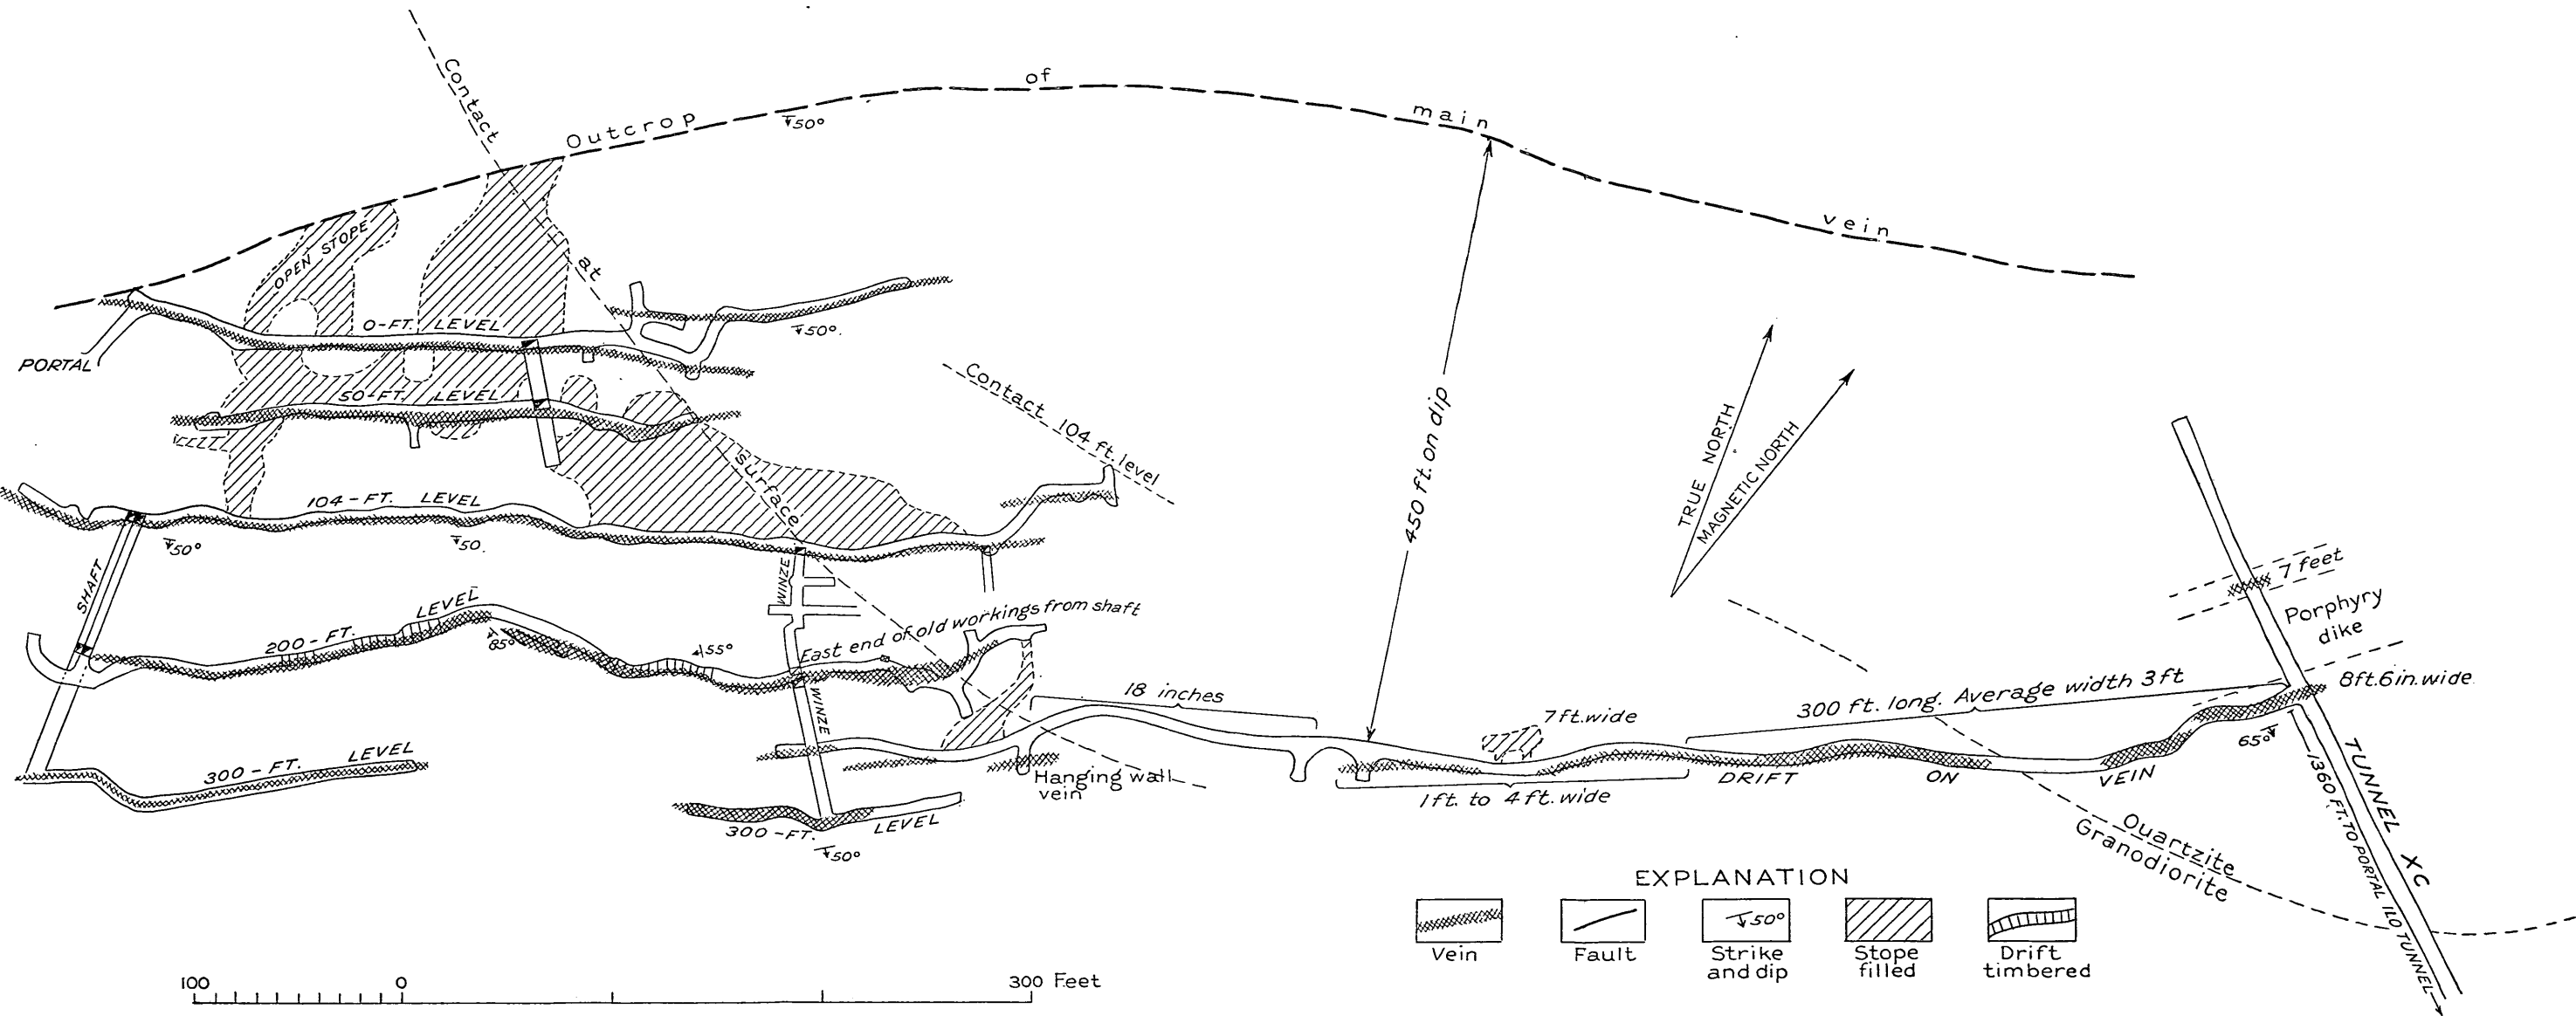 Contact
at
surface
Outcrop of main vein
50°
OPEN STOPE
0-FT. LEVEL
50°.
PORTAL
50-FT. LEVEL
Contact 104 ft. level
104-FT. LEVEL
50°
50.
SHAFT
WINZE
200-FT. LEVEL
85°
55°
East end of old workings from shaft
WINZE
300-FT. LEVEL
300-FT. LEVEL
50°
Hanging wall
vein
18 inches
450 ft. on dip
7 ft. wide
1 ft. to 4 ft. wide
TRUE NORTH
MAGNETIC NORTH
300 ft. long. Average width 3 ft
DRIFT ON VEIN
7 feet
Porphyry
dike
8 ft. 6 in. wide
65°
TUNNEL XC
1360 FT. TO PORTAL ILO TUNNEL
Quartzite
Granodiorite
EXPLANATION
Vein
Fault
50°
Strike
and dip
Stope
filled
Drift
timbered
100 0 300 Feet